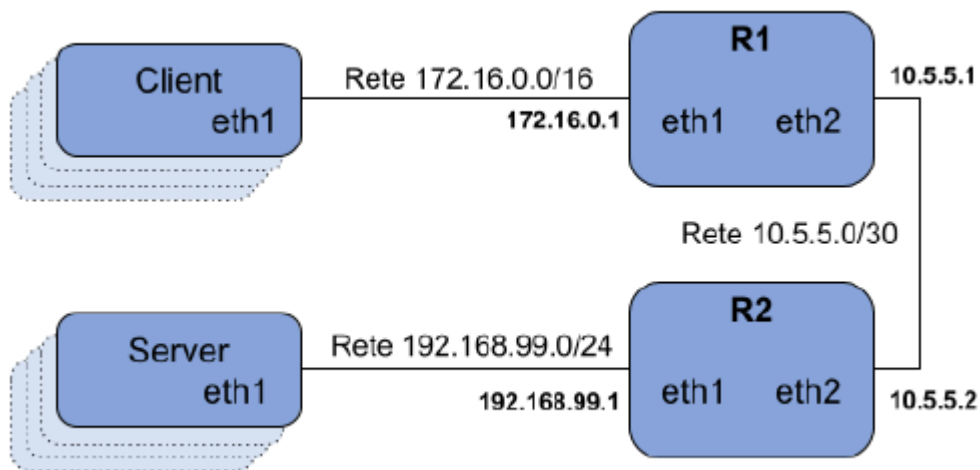 Client
eth1
Rete 172.16.0.0/16
172.16.0.1
R1
eth1 eth2
10.5.5.1
Rete 10.5.5.0/30
Server
eth1
Rete 192.168.99.0/24
192.168.99.1
R2
eth1 eth2
10.5.5.2